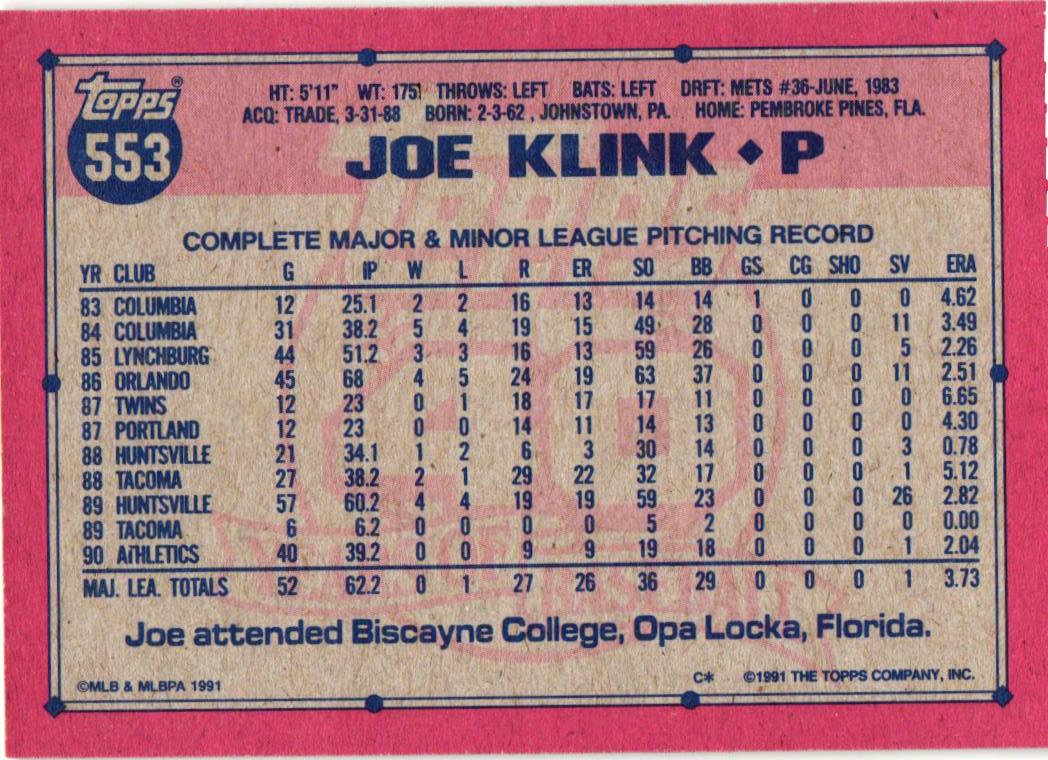 Topps®
553
HT: 5'11" WT: 175 THROWS: LEFT BATS: LEFT DRFT: METS #36-JUNE, 1983
ACQ: TRADE, 3-31-88 BORN: 2-3-62 , JOHNSTOWN, PA. HOME: PEMBROKE PINES, FLA.
JOE KLINK ♦ P
COMPLETE MAJOR & MINOR LEAGUE PITCHING RECORD
YR CLUB G IP W L R ER SO BB GS CG SHO SV ERA
83 COLUMBIA 12 25.1 2 2 16 13 14 14 1 0 0 0 4.62
84 COLUMBIA 31 38.2 5 4 19 15 49 28 0 0 0 11 3.49
85 LYNCHBURG 44 51.2 3 3 16 13 59 26 0 0 0 5 2.26
86 ORLANDO 45 68 4 5 24 19 63 37 0 0 0 11 2.51
87 TWINS 12 23 0 1 18 17 17 11 0 0 0 0 6.65
87 PORTLAND 12 23 0 0 14 11 14 13 0 0 0 0 4.30
88 HUNTSVILLE 21 34.1 1 2 6 3 30 14 0 0 0 3 0.78
88 TACOMA 27 38.2 2 1 29 22 32 17 0 0 0 1 5.12
89 HUNTSVILLE 57 60.2 4 4 19 19 59 23 0 0 0 26 2.82
89 TACOMA 6 6.2 0 0 0 0 5 2 0 0 0 0 0.00
90 ATHLETICS 40 39.2 0 0 9 9 19 18 0 0 0 1 2.04
MAJ. LEA. TOTALS 52 62.2 0 1 27 26 36 29 0 0 0 1 3.73
Joe attended Biscayne College, Opa Locka, Florida.
©MLB & MLBPA 1991 C* ©1991 THE TOPPS COMPANY, INC.
Topps
40
YEARS OF
BASEBALL